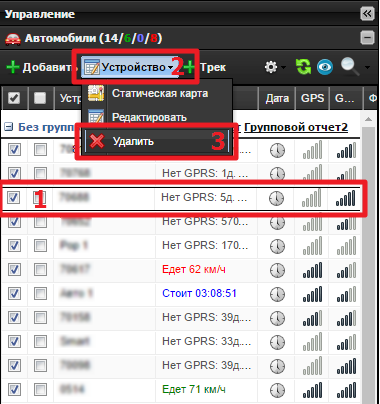 Управление
Автомобили (14/6/0/8)
Добавить Устройство 2 Трек
Статическая карта
Редактировать
Удалить 3
Дата GPS G...
Без групп
Групповой отчет2
Нет GPRS: 1д. ...
1 Нет GPRS: 5д. ...
Нет GPRS: 570...
Нет GPRS: 170...
Едет 62 км/ч
Стоит 03:08:51
Нет GPRS: 39д....
Нет GPRS: 33д....
Нет GPRS: 39д....
0514 Едет 71 км/ч